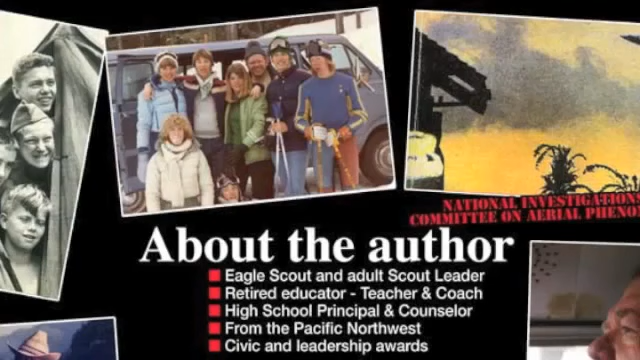 NATIONAL INVESTIGATIONS
COMMITTEE ON AERIAL
About the author
Eagle Scout and adult Scout Leader
Retired educator - Teacher & Coach
High School Principal & Counselor
From the Pacific Northwest
Civic and leadership awards